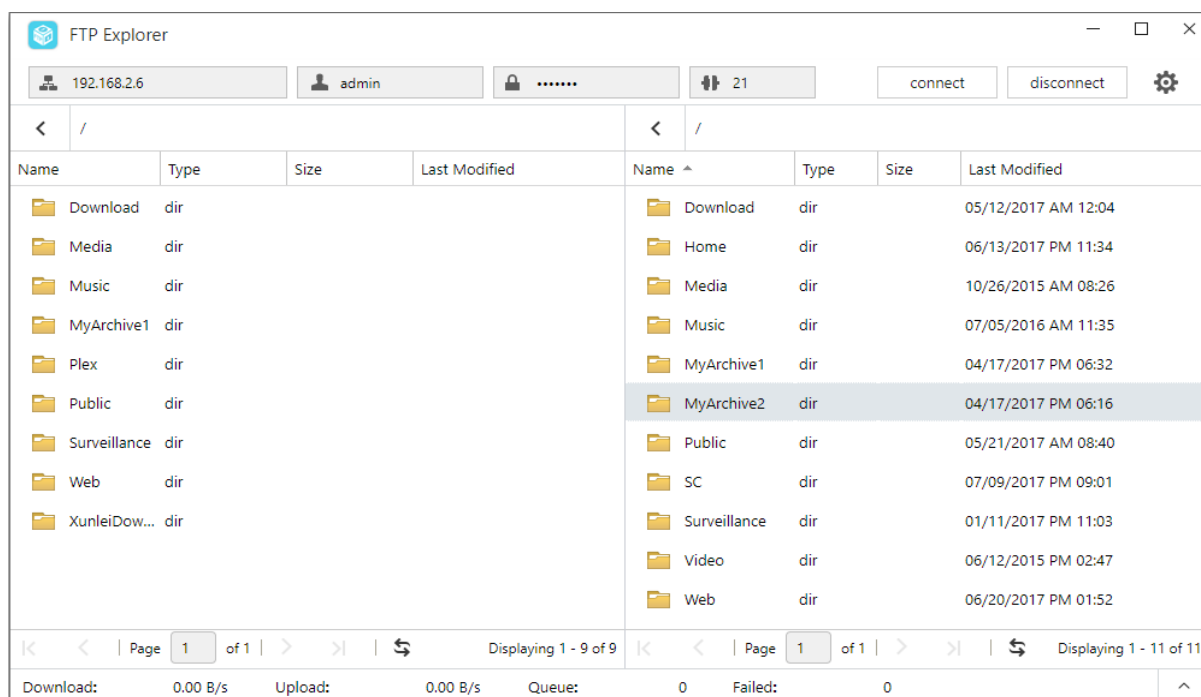 FTP Explorer
192.168.2.6 admin ••••••• 21 connect disconnect
/ /
Name Type Size Last Modified Name Type Size Last Modified
Download dir Download dir 05/12/2017 AM 12:04
Media dir Home dir 06/13/2017 PM 11:34
Music dir Media dir 10/26/2015 AM 08:26
MyArchive1 dir Music dir 07/05/2016 AM 11:35
Plex dir MyArchive1 dir 04/17/2017 PM 06:32
Public dir MyArchive2 dir 04/17/2017 PM 06:16
Surveillance dir Public dir 05/21/2017 AM 08:40
Web dir SC dir 07/09/2017 PM 09:01
XunleiDow... dir Surveillance dir 01/11/2017 PM 11:03
Video dir 06/12/2015 PM 02:47
Web dir 06/20/2017 PM 01:52
Page 1 of 1 Displaying 1 - 9 of 9 Page 1 of 1 Displaying 1 - 11 of 11
Download: 0.00 B/s Upload: 0.00 B/s Queue: 0 Failed: 0